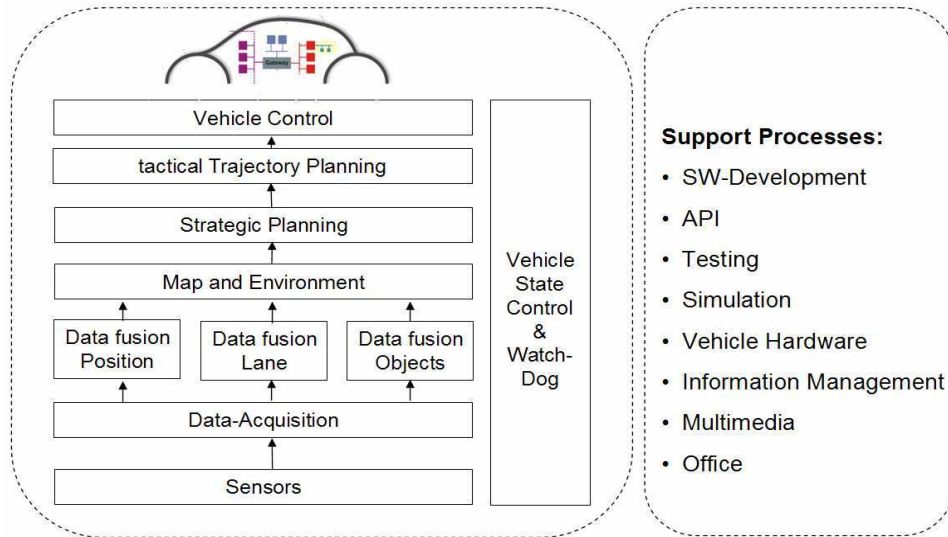 Gateway
Vehicle Control
tactical Trajectory Planning
Strategic Planning
Map and Environment
Data fusion
Position
Data fusion
Lane
Data fusion
Objects
Data-Acquisition
Sensors
Vehicle
State
Control
&
Watch-
Dog
Support Processes:
• SW-Development
• API
• Testing
• Simulation
• Vehicle Hardware
• Information Management
• Multimedia
• Office